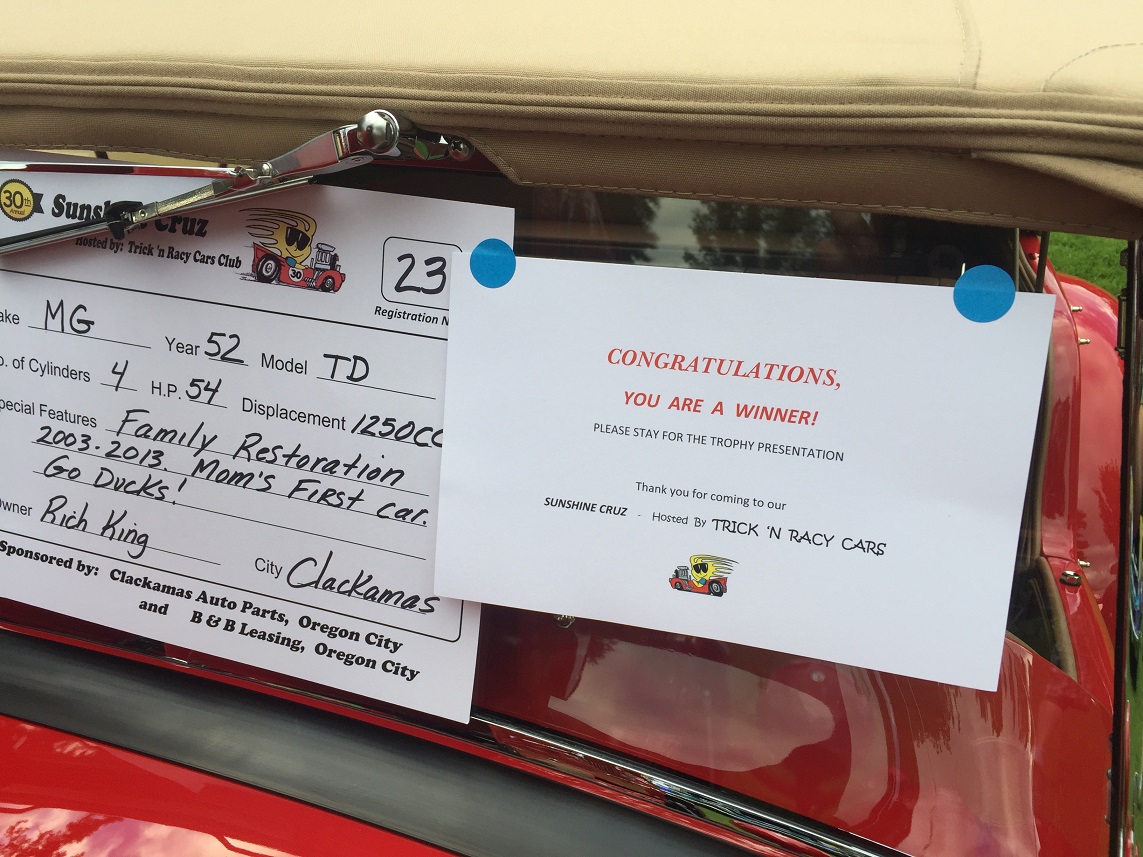 30th
Annual
Sunsh Cruz
Hosted by: Trick 'n Racy Cars Club
30
23
Registration N
ake MG Year 52 Model TD
o. of Cylinders 4 H.P. 54 Displacement 1250CC
pecial Features Family Restoration
2003-2013. Mom's First car.
Go Ducks!
wner Rich King City Clackamas
Sponsored by: Clackamas Auto Parts, Oregon City
and B & B Leasing, Oregon City
CONGRATULATIONS,
YOU ARE A WINNER!
PLEASE STAY FOR THE TROPHY PRESENTATION
Thank you for coming to our
SUNSHINE CRUZ - Hosted By TRICK 'N RACY CARS